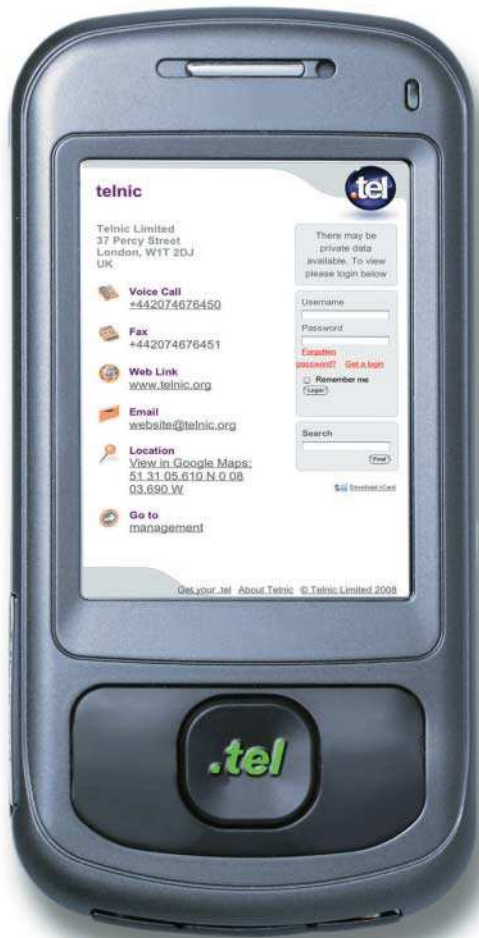 telnic
.tel
Telnic Limited
37 Percy Street
London, W1T 2DJ
UK
Voice Call
+442074676450
Fax
+442074676451
Web Link
www.telnic.org
Email
website@telnic.org
Location
View in Google Maps:
51 31 05.610 N 0 08
03.690 W
Go to
management
There may be
private data
available. To view
please login below
Username
Password
Forgotten
password? Get a login
Remember me
Login
Search
Find
Download vCard
Get your .tel About Telnic © Telnic Limited 2008
.tel